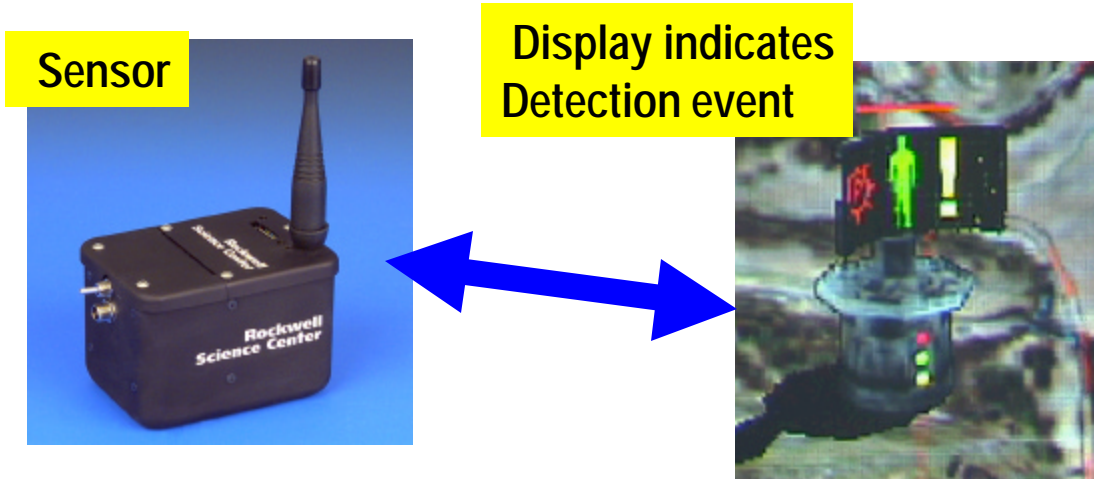 Sensor
Display indicates
Detection event
Rockwell
Science Center
Rockwell
Science Center